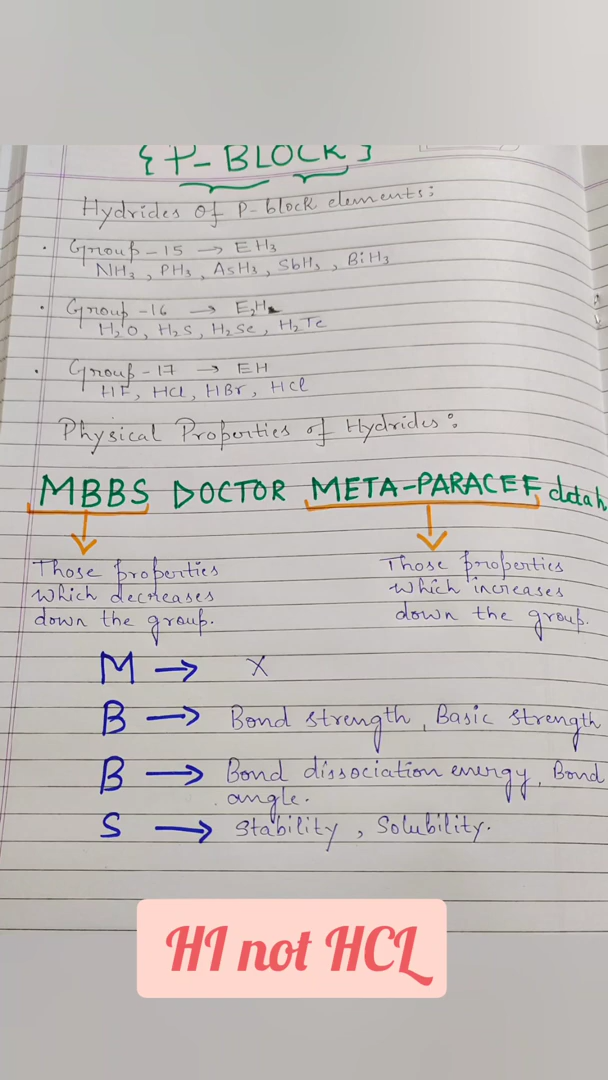 {P-BLOCK}
Hydrides of P-block elements:
· Group-15 → EH₃
NH₃, PH₃, AsH₃, SbH₃, BiH₃
· Group-16 → E₂H
H₂O, H₂S, H₂Se, H₂Te
· Group-17 → EH
HF, HCl, HBr, HCl
Physical Properties of Hydrides:
MBBS DOCTOR META-PARACEF
Those properties which decreases down the group.
Those properties which increases down the group.
M → X
B → Bond strength, Basic strength
B → Bond dissociation energy, Bond
angle.
S → Stability, Solubility.
HI not HCL